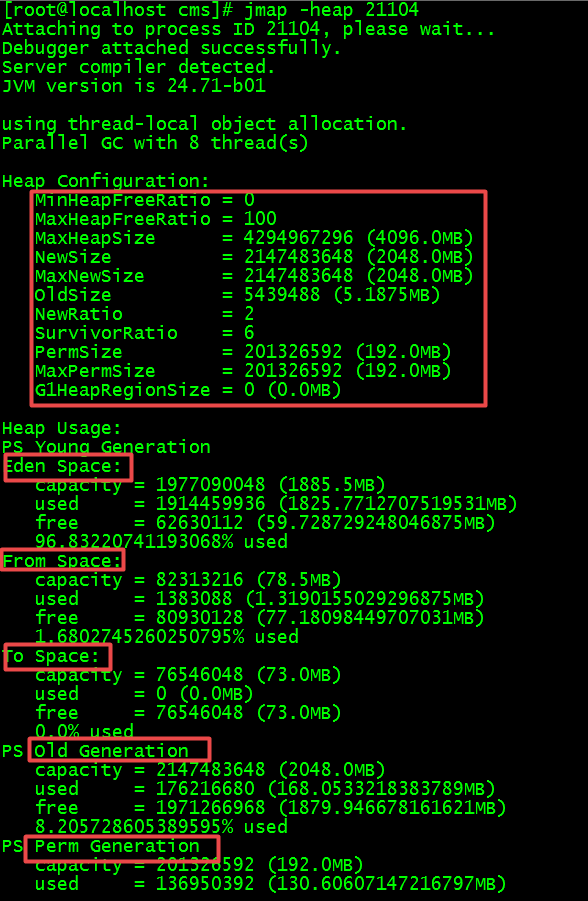 [root@localhost cms]# jmap -heap 21104
Attaching to process ID 21104, please wait...
Debugger attached successfully.
Server compiler detected.
JVM version is 24.71-b01
using thread-local object allocation.
Parallel GC with 8 thread(s)
Heap Configuration:
MinHeapFreeRatio = 0
MaxHeapFreeRatio = 100
MaxHeapSize = 4294967296 (4096.0MB)
NewSize = 2147483648 (2048.0MB)
MaxNewSize = 2147483648 (2048.0MB)
OldSize = 5439488 (5.1875MB)
NewRatio = 2
SurvivorRatio = 6
PermSize = 201326592 (192.0MB)
MaxPermSize = 201326592 (192.0MB)
G1HeapRegionSize = 0 (0.0MB)
Heap Usage:
PS Young Generation
Eden Space:
capacity = 1977090048 (1885.5MB)
used = 1914459936 (1825.7712707519531MB)
free = 62630112 (59.728729248046875MB)
96.83220741193068% used
From Space:
capacity = 82313216 (78.5MB)
used = 1383088 (1.3190155029296875MB)
free = 80930128 (77.18098449707031MB)
1.6802745260250795% used
To Space:
capacity = 76546048 (73.0MB)
used = 0 (0.0MB)
free = 76546048 (73.0MB)
0.0% used
PS Old Generation
capacity = 2147483648 (2048.0MB)
used = 176216680 (168.0533218383789MB)
free = 1971266968 (1879.946678161621MB)
8.205728605389595% used
PS Perm Generation
capacity = 201326592 (192.0MB)
used = 136950392 (130.60607147216797MB)